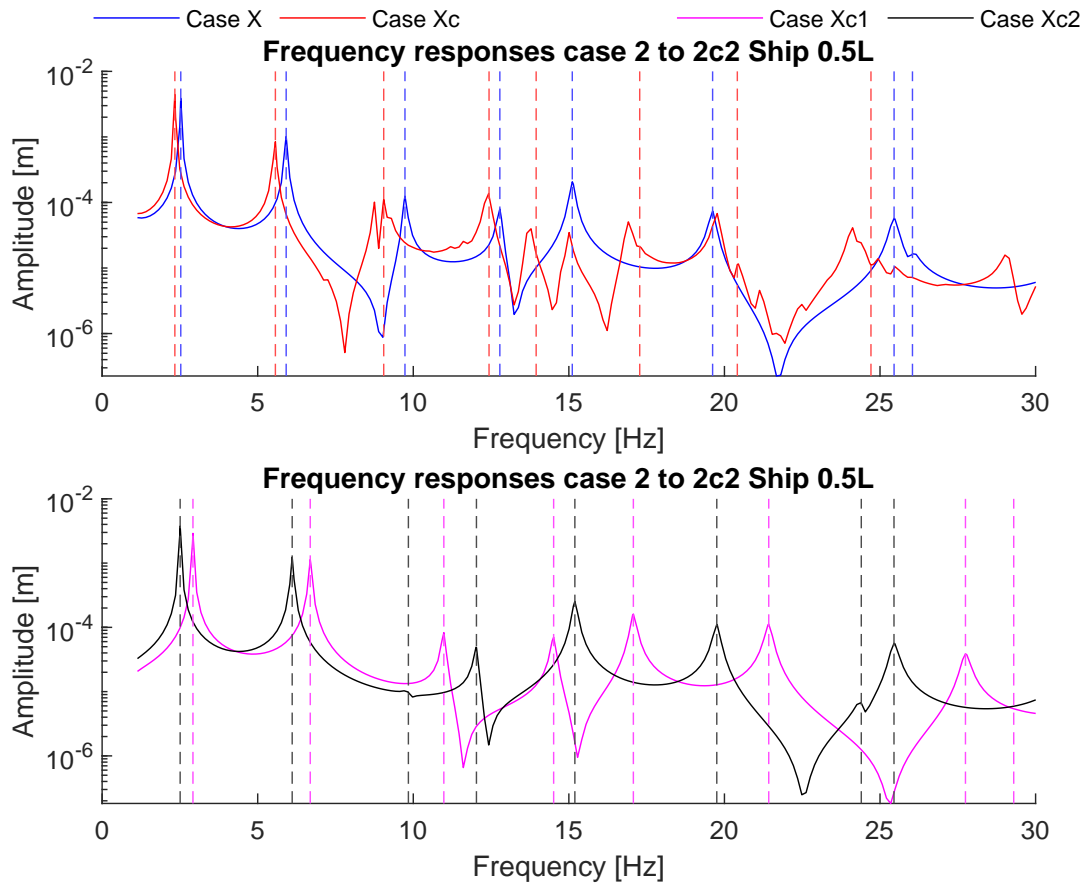 Case X Case Xc Case Xc1 Case Xc2
Frequency responses case 2 to 2c2 Ship 0.5L
Amplitude [m]
10-2
10-4
10-6
0 5 10 15 20 25 30
Frequency [Hz]
Frequency responses case 2 to 2c2 Ship 0.5L
Amplitude [m]
10-2
10-4
10-6
0 5 10 15 20 25 30
Frequency [Hz]